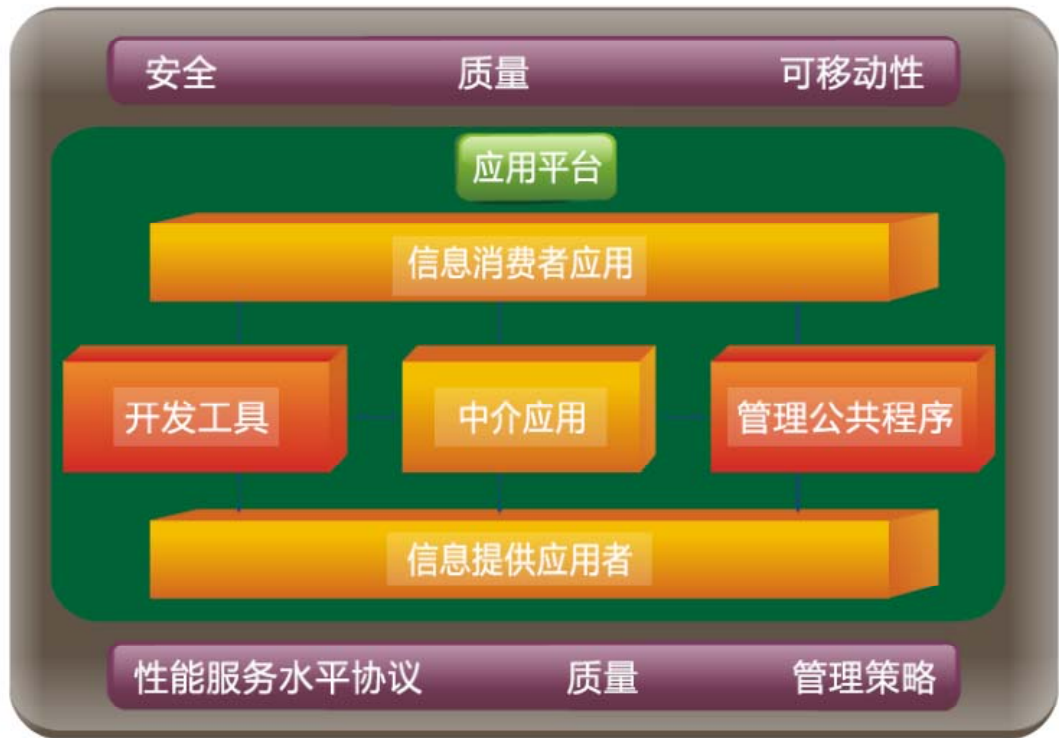 安全 质量 可移动性
应用平台
信息消费者应用
开发工具 中介应用 管理公共程序
信息提供应用者
性能服务水平协议 质量 管理策略